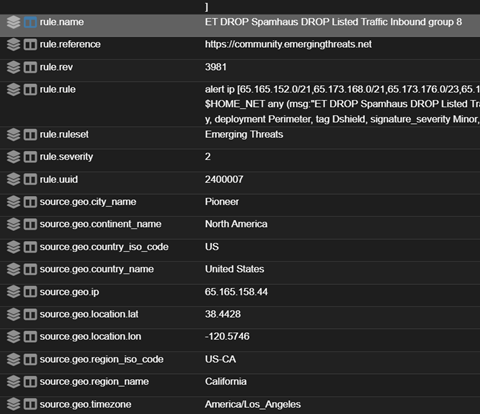 ]
rule.name ET DROP Spamhaus DROP Listed Traffic Inbound group 8
rule.reference https://community.emergingthreats.net
rule.rev 3981
rule.rule alert ip [65.165.152.0/21,65.173.168.0/21,65.173.176.0/23,65.1
$HOME_NET any (msg:"ET DROP Spamhaus DROP Listed Tra
y, deployment Perimeter, tag Dshield, signature_severity Minor,
rule.ruleset Emerging Threats
rule.severity 2
rule.uuid 2400007
source.geo.city_name Pioneer
source.geo.continent_name North America
source.geo.country_iso_code US
source.geo.country_name United States
source.geo.ip 65.165.158.44
source.geo.location.lat 38.4428
source.geo.location.lon -120.5746
source.geo.region_iso_code US-CA
source.geo.region_name California
source.geo.timezone America/Los_Angeles